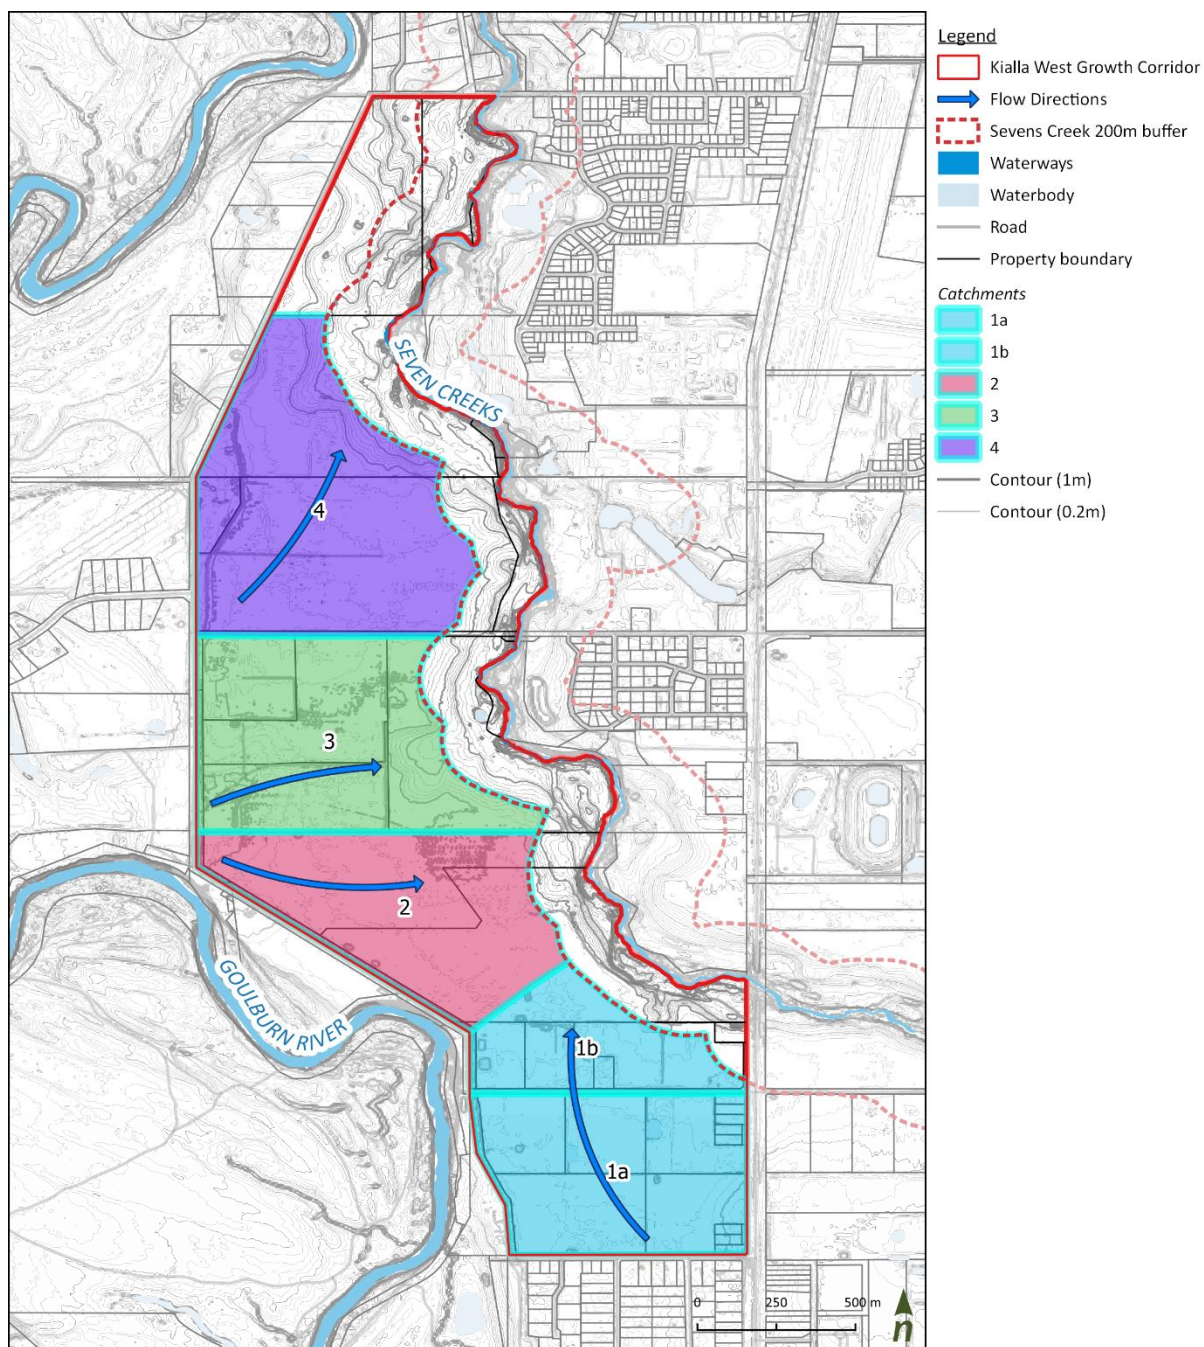 Legend
Kialla West Growth Corridor
Flow Directions
Sevens Creek 200m buffer
Waterways
Waterbody
Road
Property boundary
Catchments
1a
1b
2
3
4
Contour (1m)
Contour (0.2m)
SEVEN CREEKS
4
3
2
GOULBURN RIVER
1b
1a
0 250 500 m
n